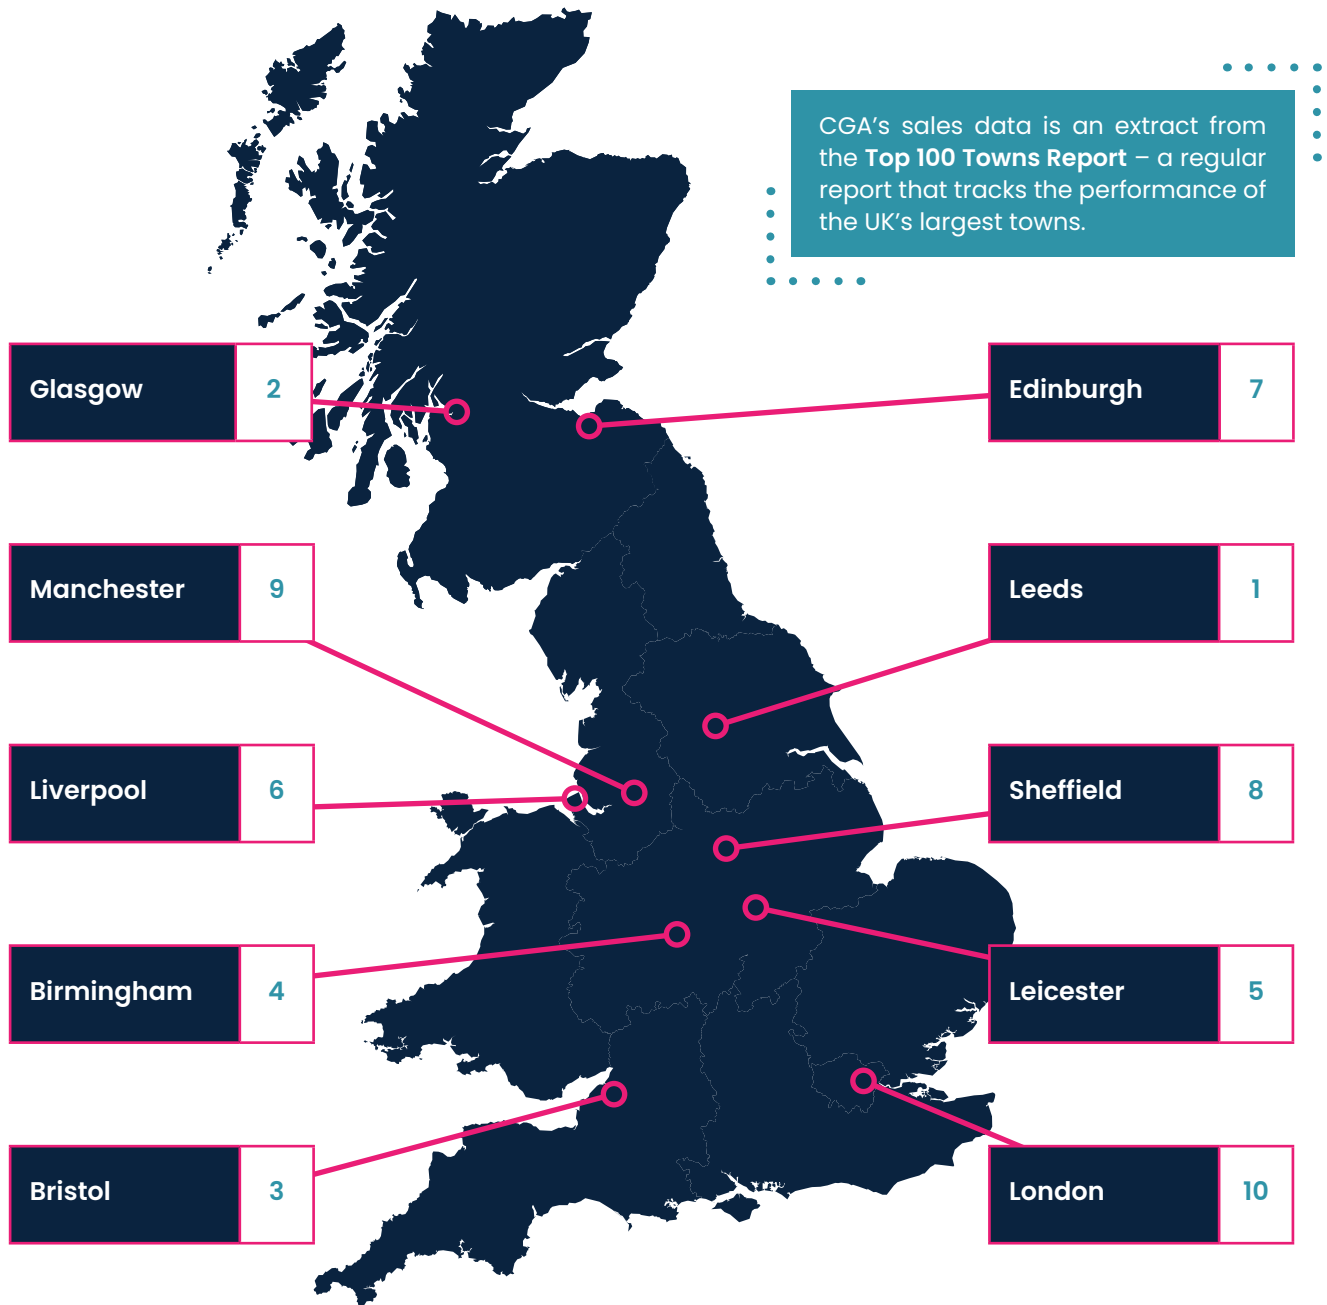 CGA’s sales data is an extract from
the Top 100 Towns Report – a regular
report that tracks the performance of
the UK’s largest towns.
Glasgow 2
Edinburgh 7
Manchester 9
Leeds 1
Liverpool 6
Sheffield 8
Birmingham 4
Leicester 5
Bristol 3
London 10